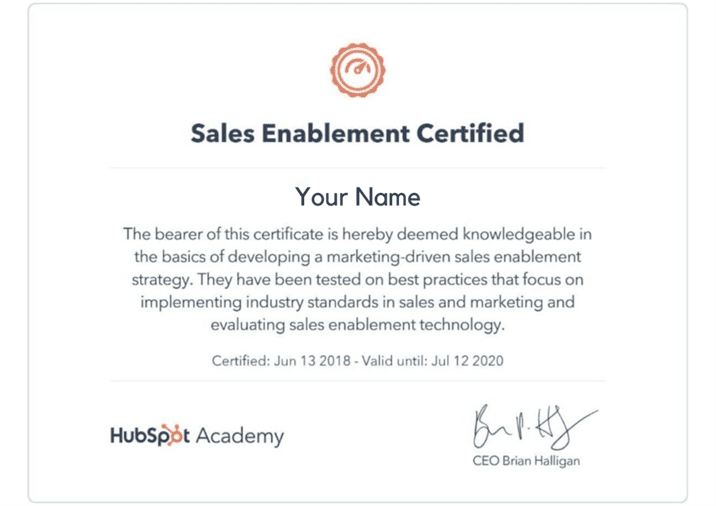 Sales Enablement Certified
Your Name
The bearer of this certificate is hereby deemed knowledgeable in
the basics of developing a marketing-driven sales enablement
strategy. They have been tested on best practices that focus on
implementing industry standards in sales and marketing and
evaluating sales enablement technology.
Certified: Jun 13 2018 - Valid until: Jul 12 2020
HubSpot Academy
CEO Brian Halligan